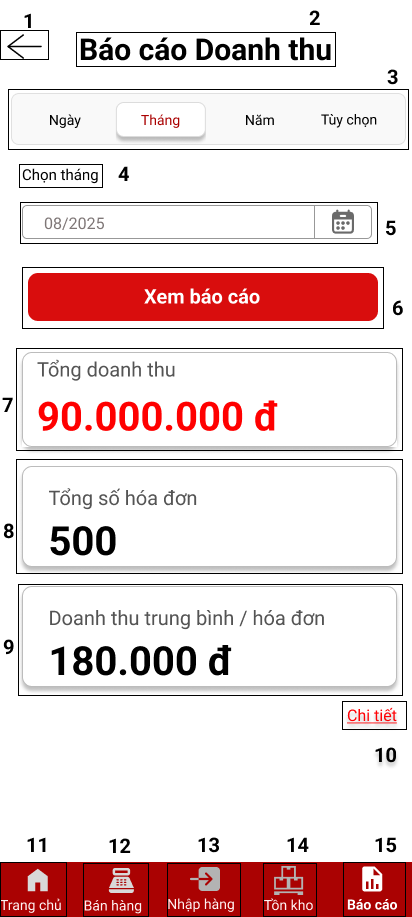 1
2
Báo cáo Doanh thu
3
Ngày Tháng Năm Tùy chọn
Chọn tháng 4
08/2025
5
Xem báo cáo
6
Tổng doanh thu
7
90.000.000 đ
Tổng số hóa đơn
8
500
Doanh thu trung bình / hóa đơn
9
180.000 đ
Chi tiết
10
11 12 13 14 15
Trang chủ Bán hàng Nhập hàng Tồn kho Báo cáo